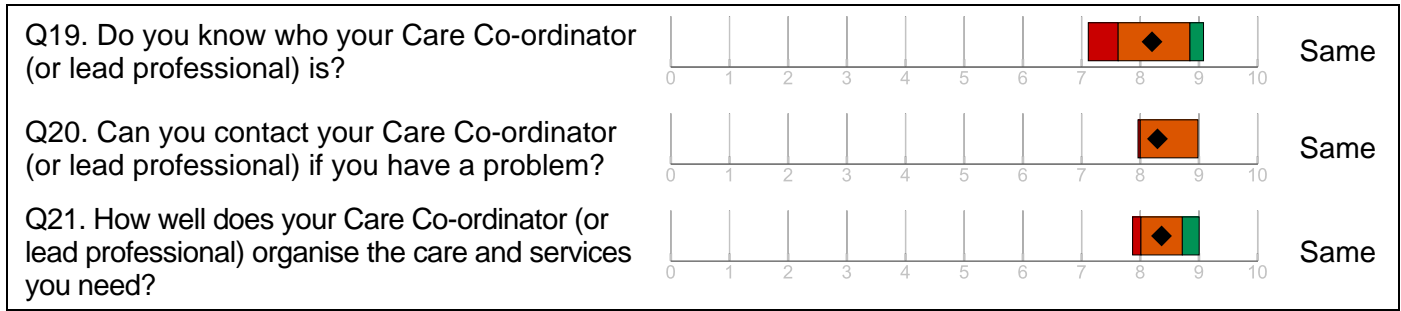 Q19. Do you know who your Care Co-ordinator
(or lead professional) is?
Same
0 1 2 3 4 5 6 7 8 9 10
Q20. Can you contact your Care Co-ordinator
(or lead professional) if you have a problem?
Same
0 1 2 3 4 5 6 7 8 9 10
Q21. How well does your Care Co-ordinator (or
lead professional) organise the care and services
you need?
Same
0 1 2 3 4 5 6 7 8 9 10